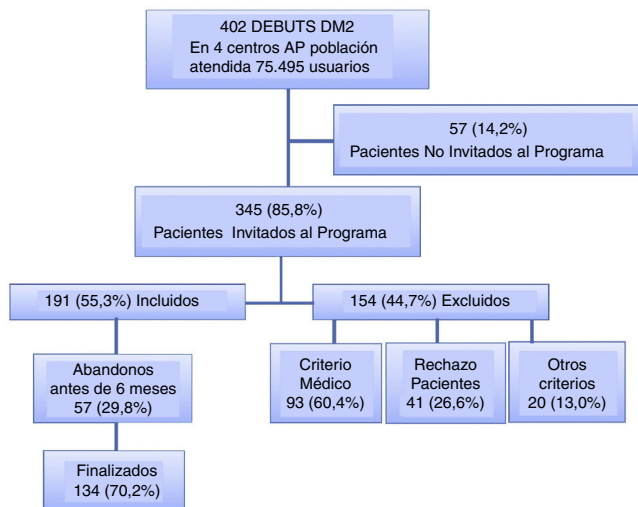 402 DEBUTS DM2
En 4 centros AP población
atendida 75.495 usuarios
57 (14,2%)
Pacientes No Invitados al Programa
345 (85,8%)
Pacientes Invitados al Programa
191 (55,3%) Incluidos
154 (44,7%) Excluidos
Abandonos
antes de 6 meses
57 (29,8%)
Criterio
Médico
93 (60,4%)
Rechazo
Pacientes
41 (26,6%)
Otros
criterios
20 (13,0%)
Finalizados
134 (70,2%)